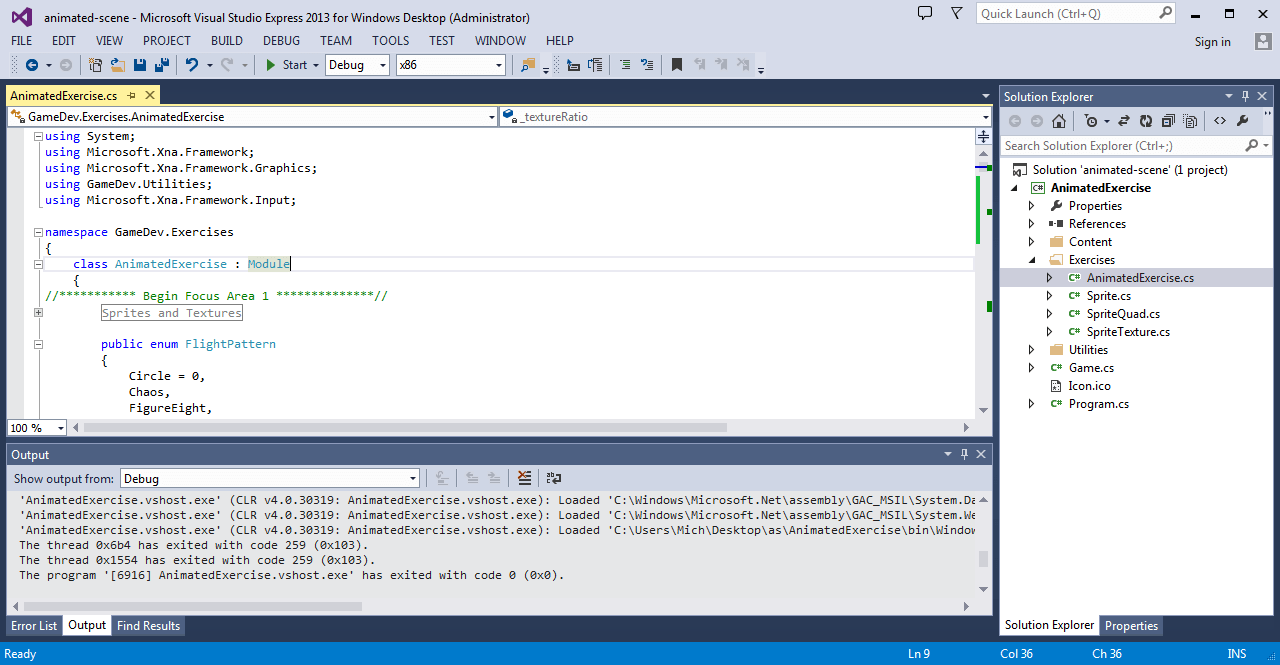 animated-scene - Microsoft Visual Studio Express 2013 for Windows Desktop (Administrator)
Quick Launch (Ctrl+Q)
FILE EDIT VIEW PROJECT BUILD DEBUG TEAM TOOLS TEST WINDOW HELP
Sign in
Start Debug x86
AnimatedExercise.cs
GameDev.Exercises.AnimatedExercise
_textureRatio
using System;
using Microsoft.Xna.Framework;
using Microsoft.Xna.Framework.Graphics;
using GameDev.Utilities;
using Microsoft.Xna.Framework.Input;
namespace GameDev.Exercises
{
class AnimatedExercise : Module
{
//*********** Begin Focus Area 1 **************//
Sprites and Textures
public enum FlightPattern
{
Circle = 0,
Chaos,
FigureEight,
100 %
Output
Show output from: Debug
'AnimatedExercise.vshost.exe' (CLR v4.0.30319: AnimatedExercise.vshost.exe): Loaded 'C:\Windows\Microsoft.Net\assembly\GAC_MSIL\System.Da
'AnimatedExercise.vshost.exe' (CLR v4.0.30319: AnimatedExercise.vshost.exe): Loaded 'C:\Windows\Microsoft.Net\assembly\GAC_MSIL\System.We
'AnimatedExercise.vshost.exe' (CLR v4.0.30319: AnimatedExercise.vshost.exe): Loaded 'C:\Users\Mich\Desktop\as\AnimatedExercise\bin\Window
The thread 0x6b4 has exited with code 259 (0x103).
The thread 0x1554 has exited with code 259 (0x103).
The program '[6916] AnimatedExercise.vshost.exe' has exited with code 0 (0x0).
Error List Output Find Results
Solution Explorer
Search Solution Explorer (Ctrl+;)
Solution 'animated-scene' (1 project)
C# AnimatedExercise
Properties
References
Content
Exercises
C# AnimatedExercise.cs
C# Sprite.cs
C# SpriteQuad.cs
C# SpriteTexture.cs
Utilities
C# Game.cs
Icon.ico
C# Program.cs
Solution Explorer Properties
Ready Ln 9 Col 36 Ch 36 INS